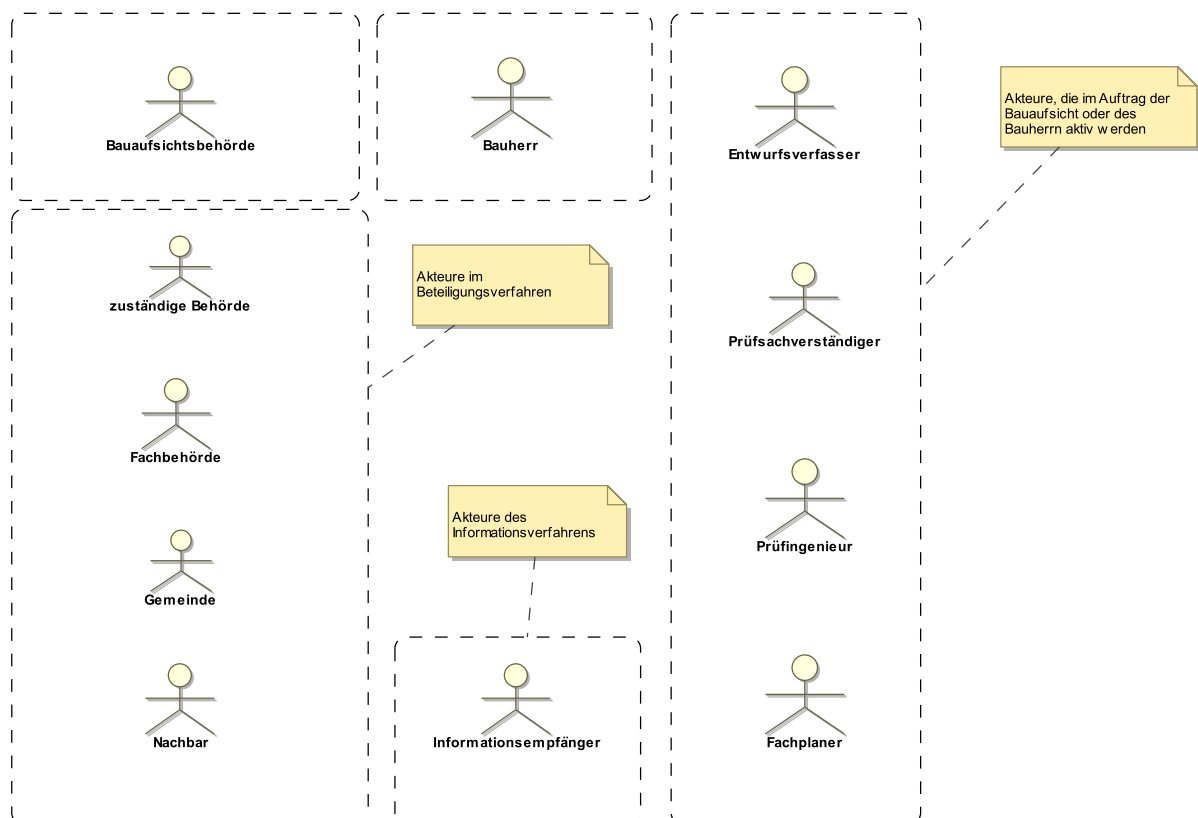 Bauaufsichtsbehörde
Bauherr
Entwurfsverfasser
Akteure, die im Auftrag der
Bauaufsicht oder des
Bauherrn aktiv werden
zuständige Behörde
Akteure im
Beteiligungsverfahren
Prüfsachverständiger
Fachbehörde
Akteure des
Informationsverfahrens
Prüfingenieur
Gemeinde
Nachbar
Informationsempfänger
Fachplaner